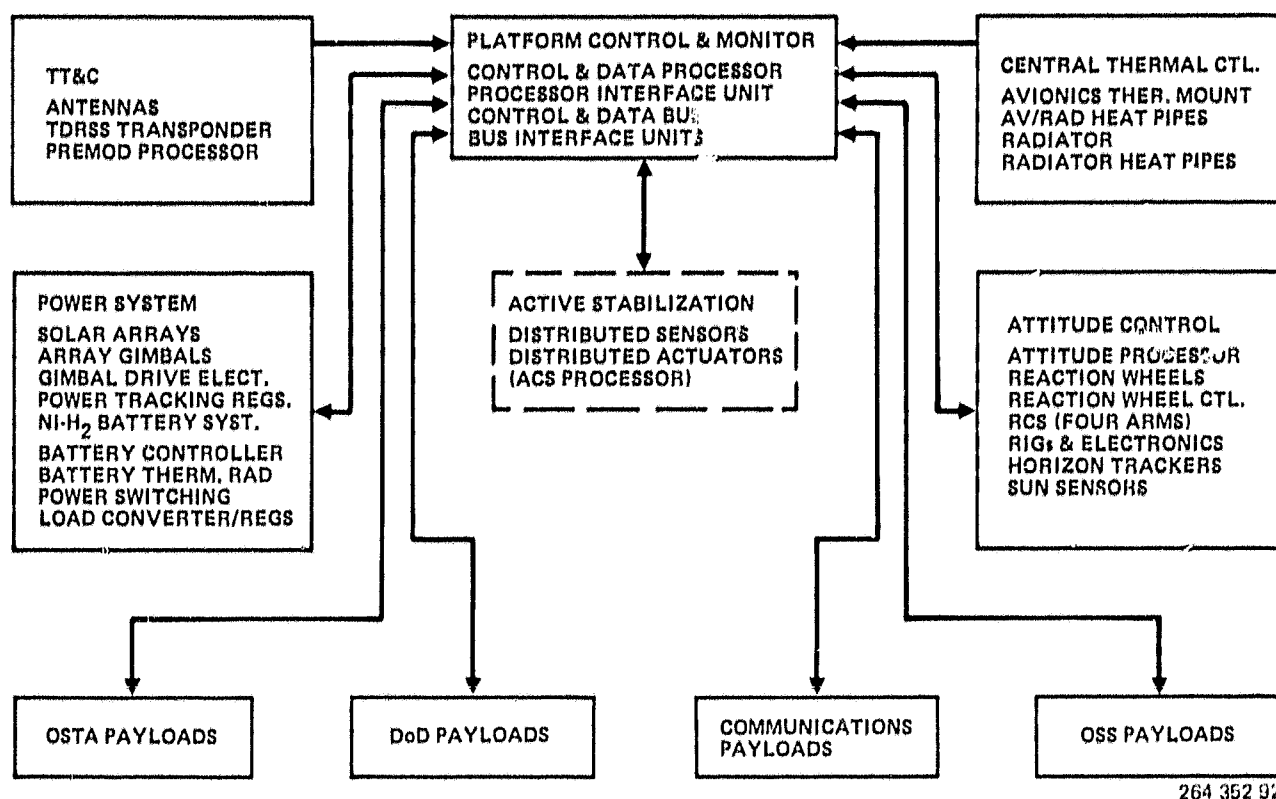 TT&C
ANTENNAS
TDRSS TRANSPONDER
PREMOD PROCESSOR
PLATFORM CONTROL & MONITOR
CONTROL & DATA PROCESSOR
PROCESSOR INTERFACE UNIT
CONTROL & DATA BUS
BUS INTERFACE UNITS
CENTRAL THERMAL CTL.
AVIONICS THER. MOUNT
AV/RAD HEAT PIPES
RADIATOR
RADIATOR HEAT PIPES
POWER SYSTEM
SOLAR ARRAYS
ARRAY GIMBALS
GIMBAL DRIVE ELECT.
POWER TRACKING REGS.
NI-H2 BATTERY SYST.
BATTERY CONTROLLER
BATTERY THERM. RAD
POWER SWITCHING
LOAD CONVERTER/REGS
ACTIVE STABILIZATION
DISTRIBUTED SENSORS
DISTRIBUTED ACTUATORS
(ACS PROCESSOR)
ATTITUDE CONTROL
ATTITUDE PROCESSOR
REACTION WHEELS
REACTION WHEEL CTL.
RCS (FOUR ARMS)
RIGs & ELECTRONICS
HORIZON TRACKERS
SUN SENSORS
OSTA PAYLOADS
DoD PAYLOADS
COMMUNICATIONS
PAYLOADS
OSS PAYLOADS
264 352 92